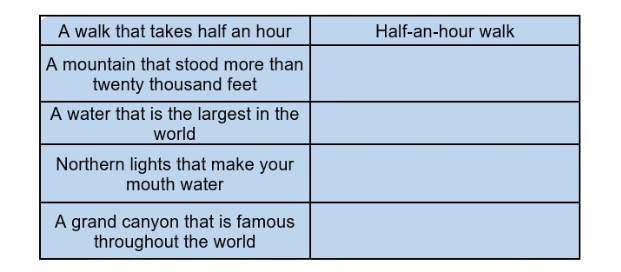 A walk that takes half an hour
Half-an-hour walk
A mountain that stood more than
twenty thousand feet
A water that is the largest in the
world
Northern lights that make your
mouth water
A grand canyon that is famous
throughout the world